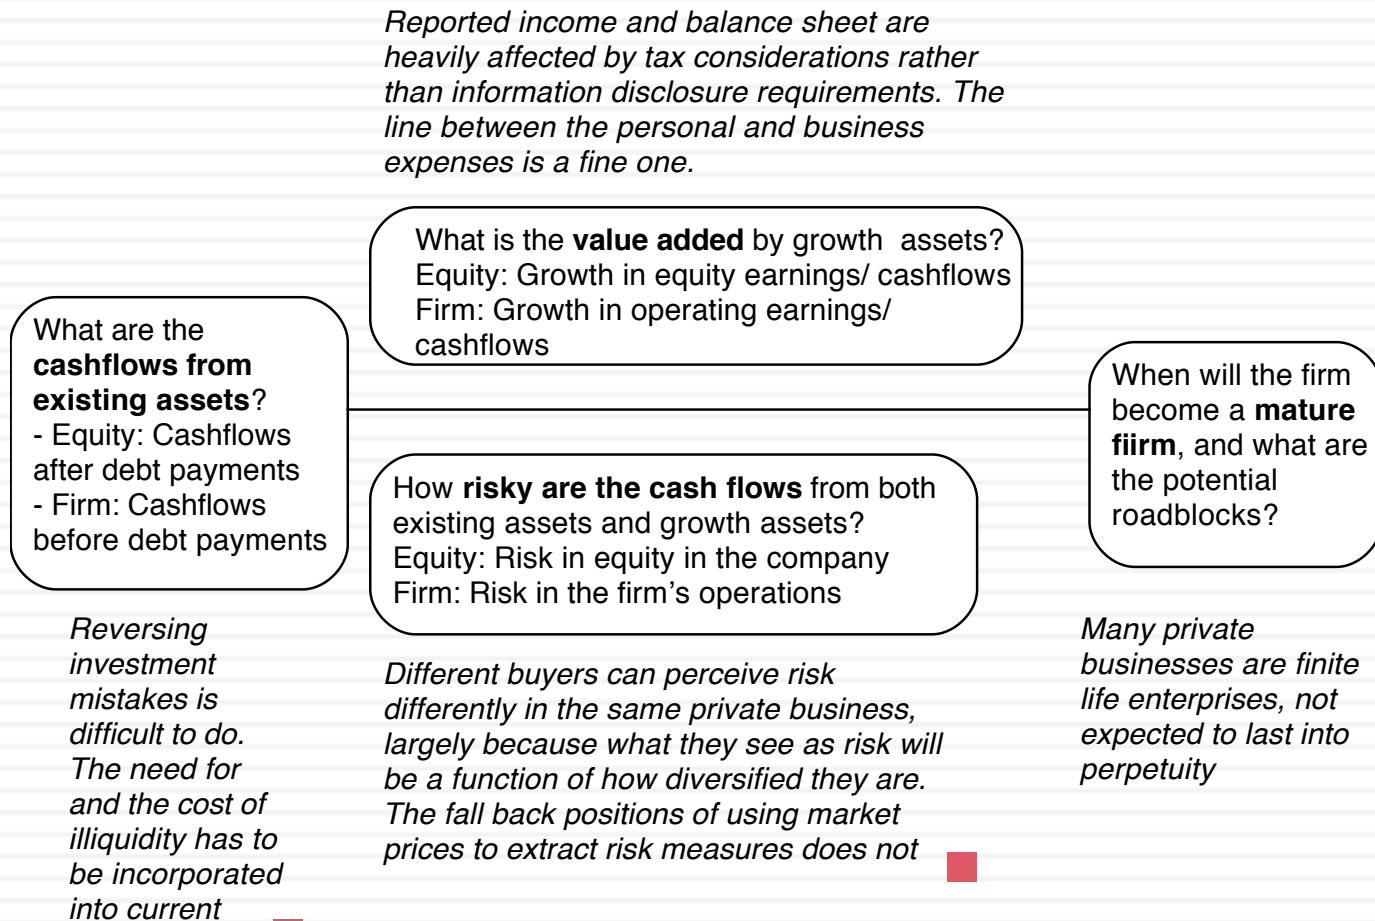 Reported income and balance sheet are
heavily affected by tax considerations rather
than information disclosure requirements. The
line between the personal and business
expenses is a fine one.
What is the value added by growth  assets?
Equity: Growth in equity earnings/ cashflows
Firm: Growth in operating earnings/
cashflows
What are the
cashflows from
existing assets?
- Equity: Cashflows
after debt payments
- Firm: Cashflows
before debt payments
How risky are the cash flows from both
existing assets and growth assets?
Equity: Risk in equity in the company
Firm: Risk in the firm’s operations
When will the firm
become a mature
fiirm, and what are
the potential
roadblocks?
Reversing
investment
mistakes is
difficult to do.
The need for
and the cost of
illiquidity has to
be incorporated
into current
Different buyers can perceive risk
differently in the same private business,
largely because what they see as risk will
be a function of how diversified they are.
The fall back positions of using market
prices to extract risk measures does not
Many private
businesses are finite
life enterprises, not
expected to last into
perpetuity